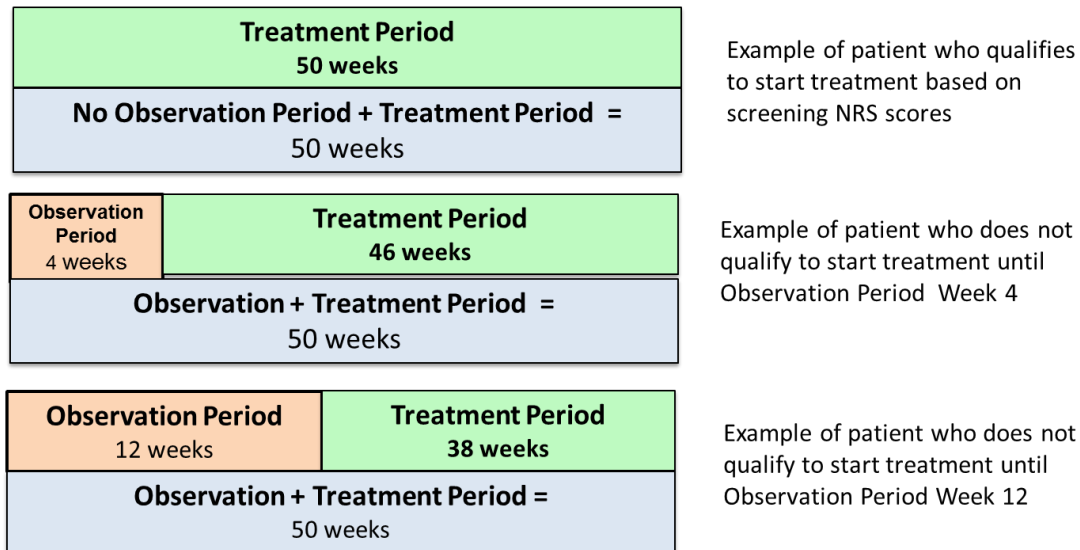 Treatment Period
50 weeks
No Observation Period + Treatment Period =
50 weeks
Example of patient who qualifies
to start treatment based on
screening NRS scores
Observation
Period
4 weeks
Treatment Period
46 weeks
Observation + Treatment Period =
50 weeks
Example of patient who does not
qualify to start treatment until
Observation Period Week 4
Observation Period
12 weeks
Treatment Period
38 weeks
Observation + Treatment Period =
50 weeks
Example of patient who does not
qualify to start treatment until
Observation Period Week 12